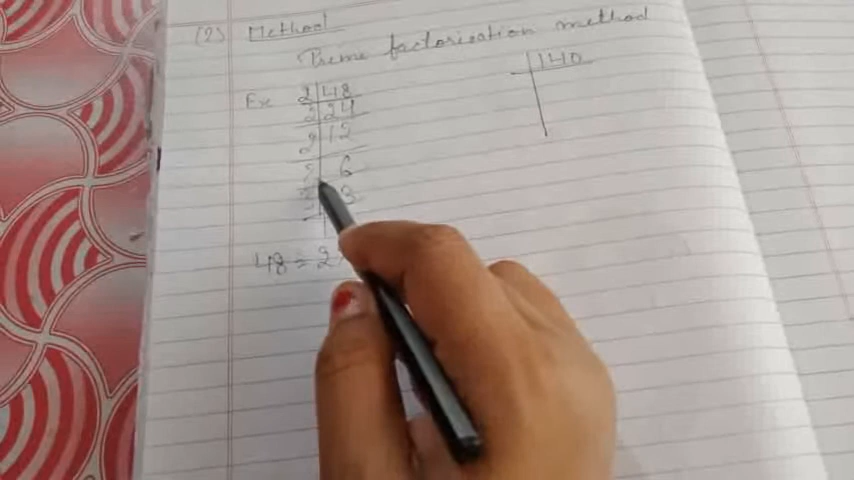 (2) Method
Prime factorisation method
Ex 2 48
2 24
2 12
2 6
3 3
140
48 = 2